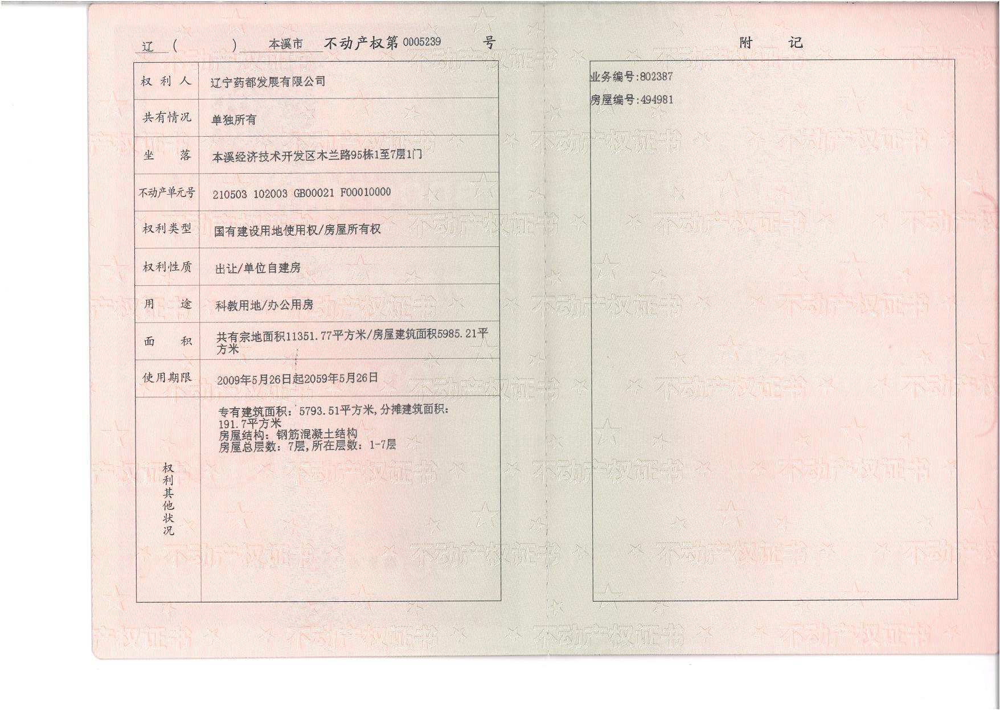 辽 （ ） 本溪市 不动产权第 0005239 号
权利人 辽宁药都发展有限公司
共有情况 单独所有
坐落 本溪经济技术开发区木兰路95栋1至7层1门
不动产单元号 210503 102003 GB00021 F00010000
权利类型 国有建设用地使用权/房屋所有权
权利性质 出让/单位自建房
用途 科教用地/办公用房
面积 共有宗地面积11351.77平方米/房屋建筑面积5985.21平
方米
使用期限 2009年5月26日起2059年5月26日
权利其他状况
专有建筑面积：5793.51平方米,分摊建筑面积：
191.7平方米
房屋结构：钢筋混凝土结构
房屋总层数：7层,所在层数：1-7层
附 记
业务编号:802387
房屋编号:494981
不动产权证书